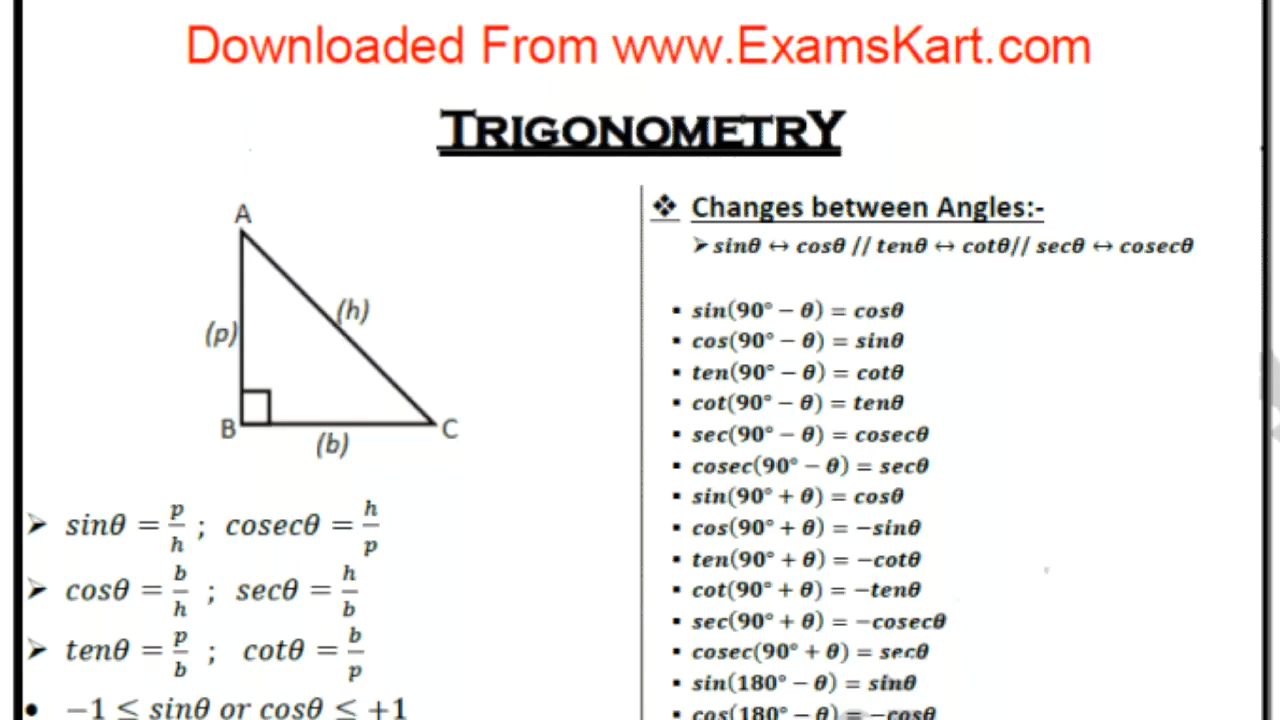 Downloaded From www.ExamsKart.com
TRIGONOMETRY
A
(h)
(p)
B
C
(b)
➢ sinθ = p/h ; cosecθ = h/p
➢ cosθ = b/h ; secθ = h/b
➢ tenθ = p/b ; cotθ = b/p
• −1 ≤ sinθ or cosθ ≤ +1
❖ Changes between Angles:-
➢ sinθ ↔ cosθ // tenθ ↔ cotθ// secθ ↔ cosecθ
▪ sin(90° − θ) = cosθ
▪ cos(90° − θ) = sinθ
▪ ten(90° − θ) = cotθ
▪ cot(90° − θ) = tenθ
▪ sec(90° − θ) = cosecθ
▪ cosec(90° − θ) = secθ
▪ sin(90° + θ) = cosθ
▪ cos(90° + θ) = −sinθ
▪ ten(90° + θ) = −cotθ
▪ cot(90° + θ) = −tenθ
▪ sec(90° + θ) = −cosecθ
▪ cosec(90° + θ) = secθ
▪ sin(180° − θ) = sinθ
▪ cos(180° − θ) = −cosθ